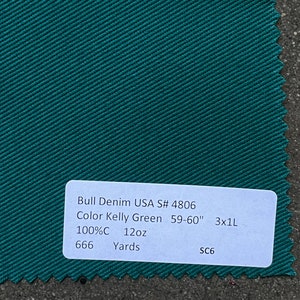 Bull Denim USA S# 4806
Color Kelly Green 59-60" 3x1L
100%C 12oz
666 Yards SC6